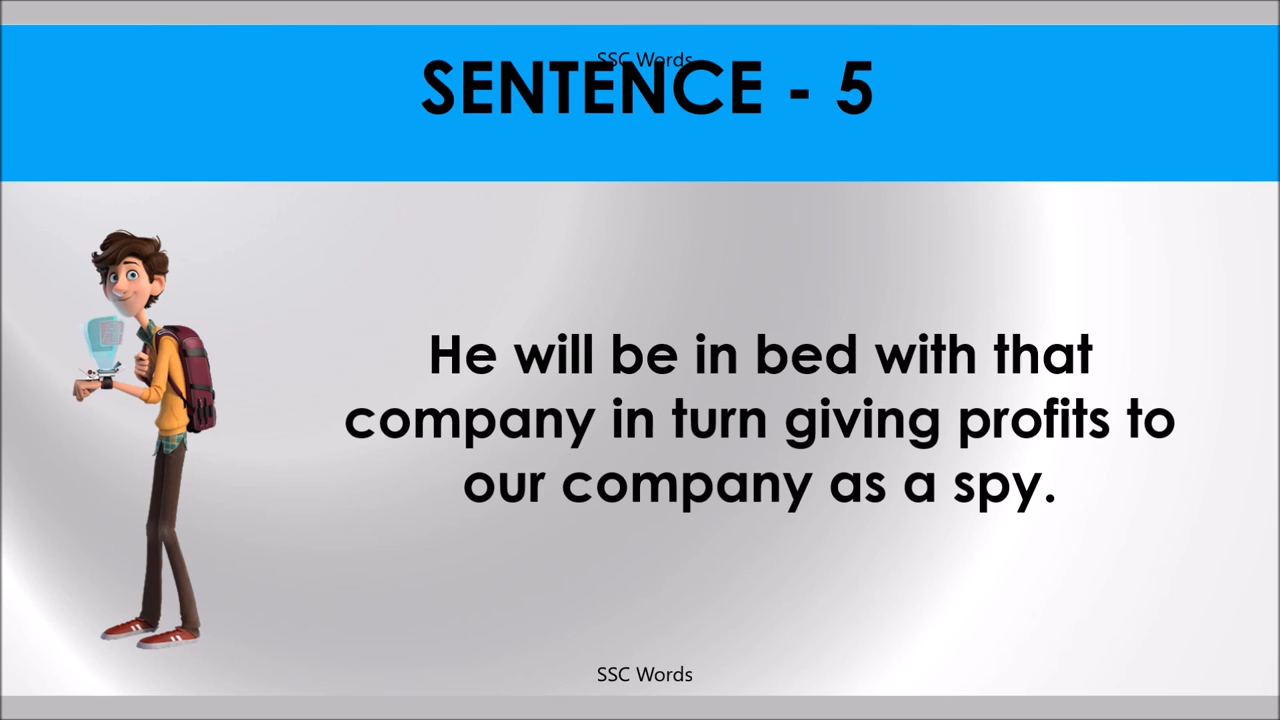 SSC Words
SENTENCE - 5
He will be in bed with that
company in turn giving profits to
our company as a spy.
SSC Words